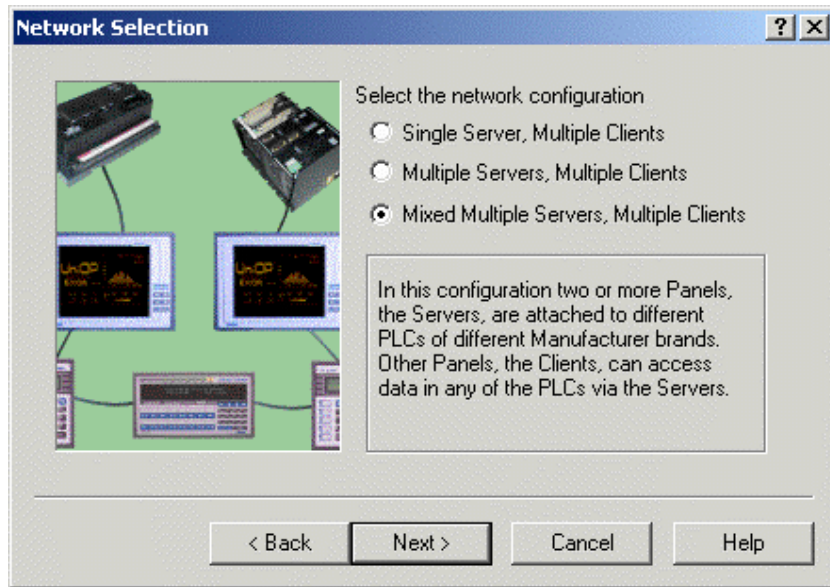 Network Selection
Select the network configuration
Single Server, Multiple Clients
Multiple Servers, Multiple Clients
Mixed Multiple Servers, Multiple Clients
In this configuration two or more Panels,
the Servers, are attached to different
PLCs of different Manufacturer brands.
Other Panels, the Clients, can access
data in any of the PLCs via the Servers.
UniOP UniOP
< Back Next > Cancel Help